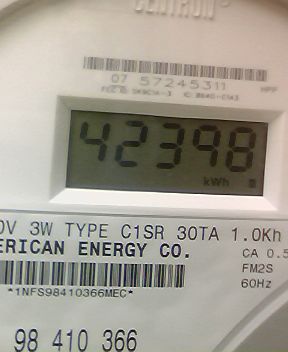 CENTRON
07 57245311
42398
kWh
0V 3W TYPE C1SR 30TA 1.0Kh
ERICAN ENERGY CO.
CA 0.5
FM2S
60Hz
*1NFS98410366MEC*
98 410 366